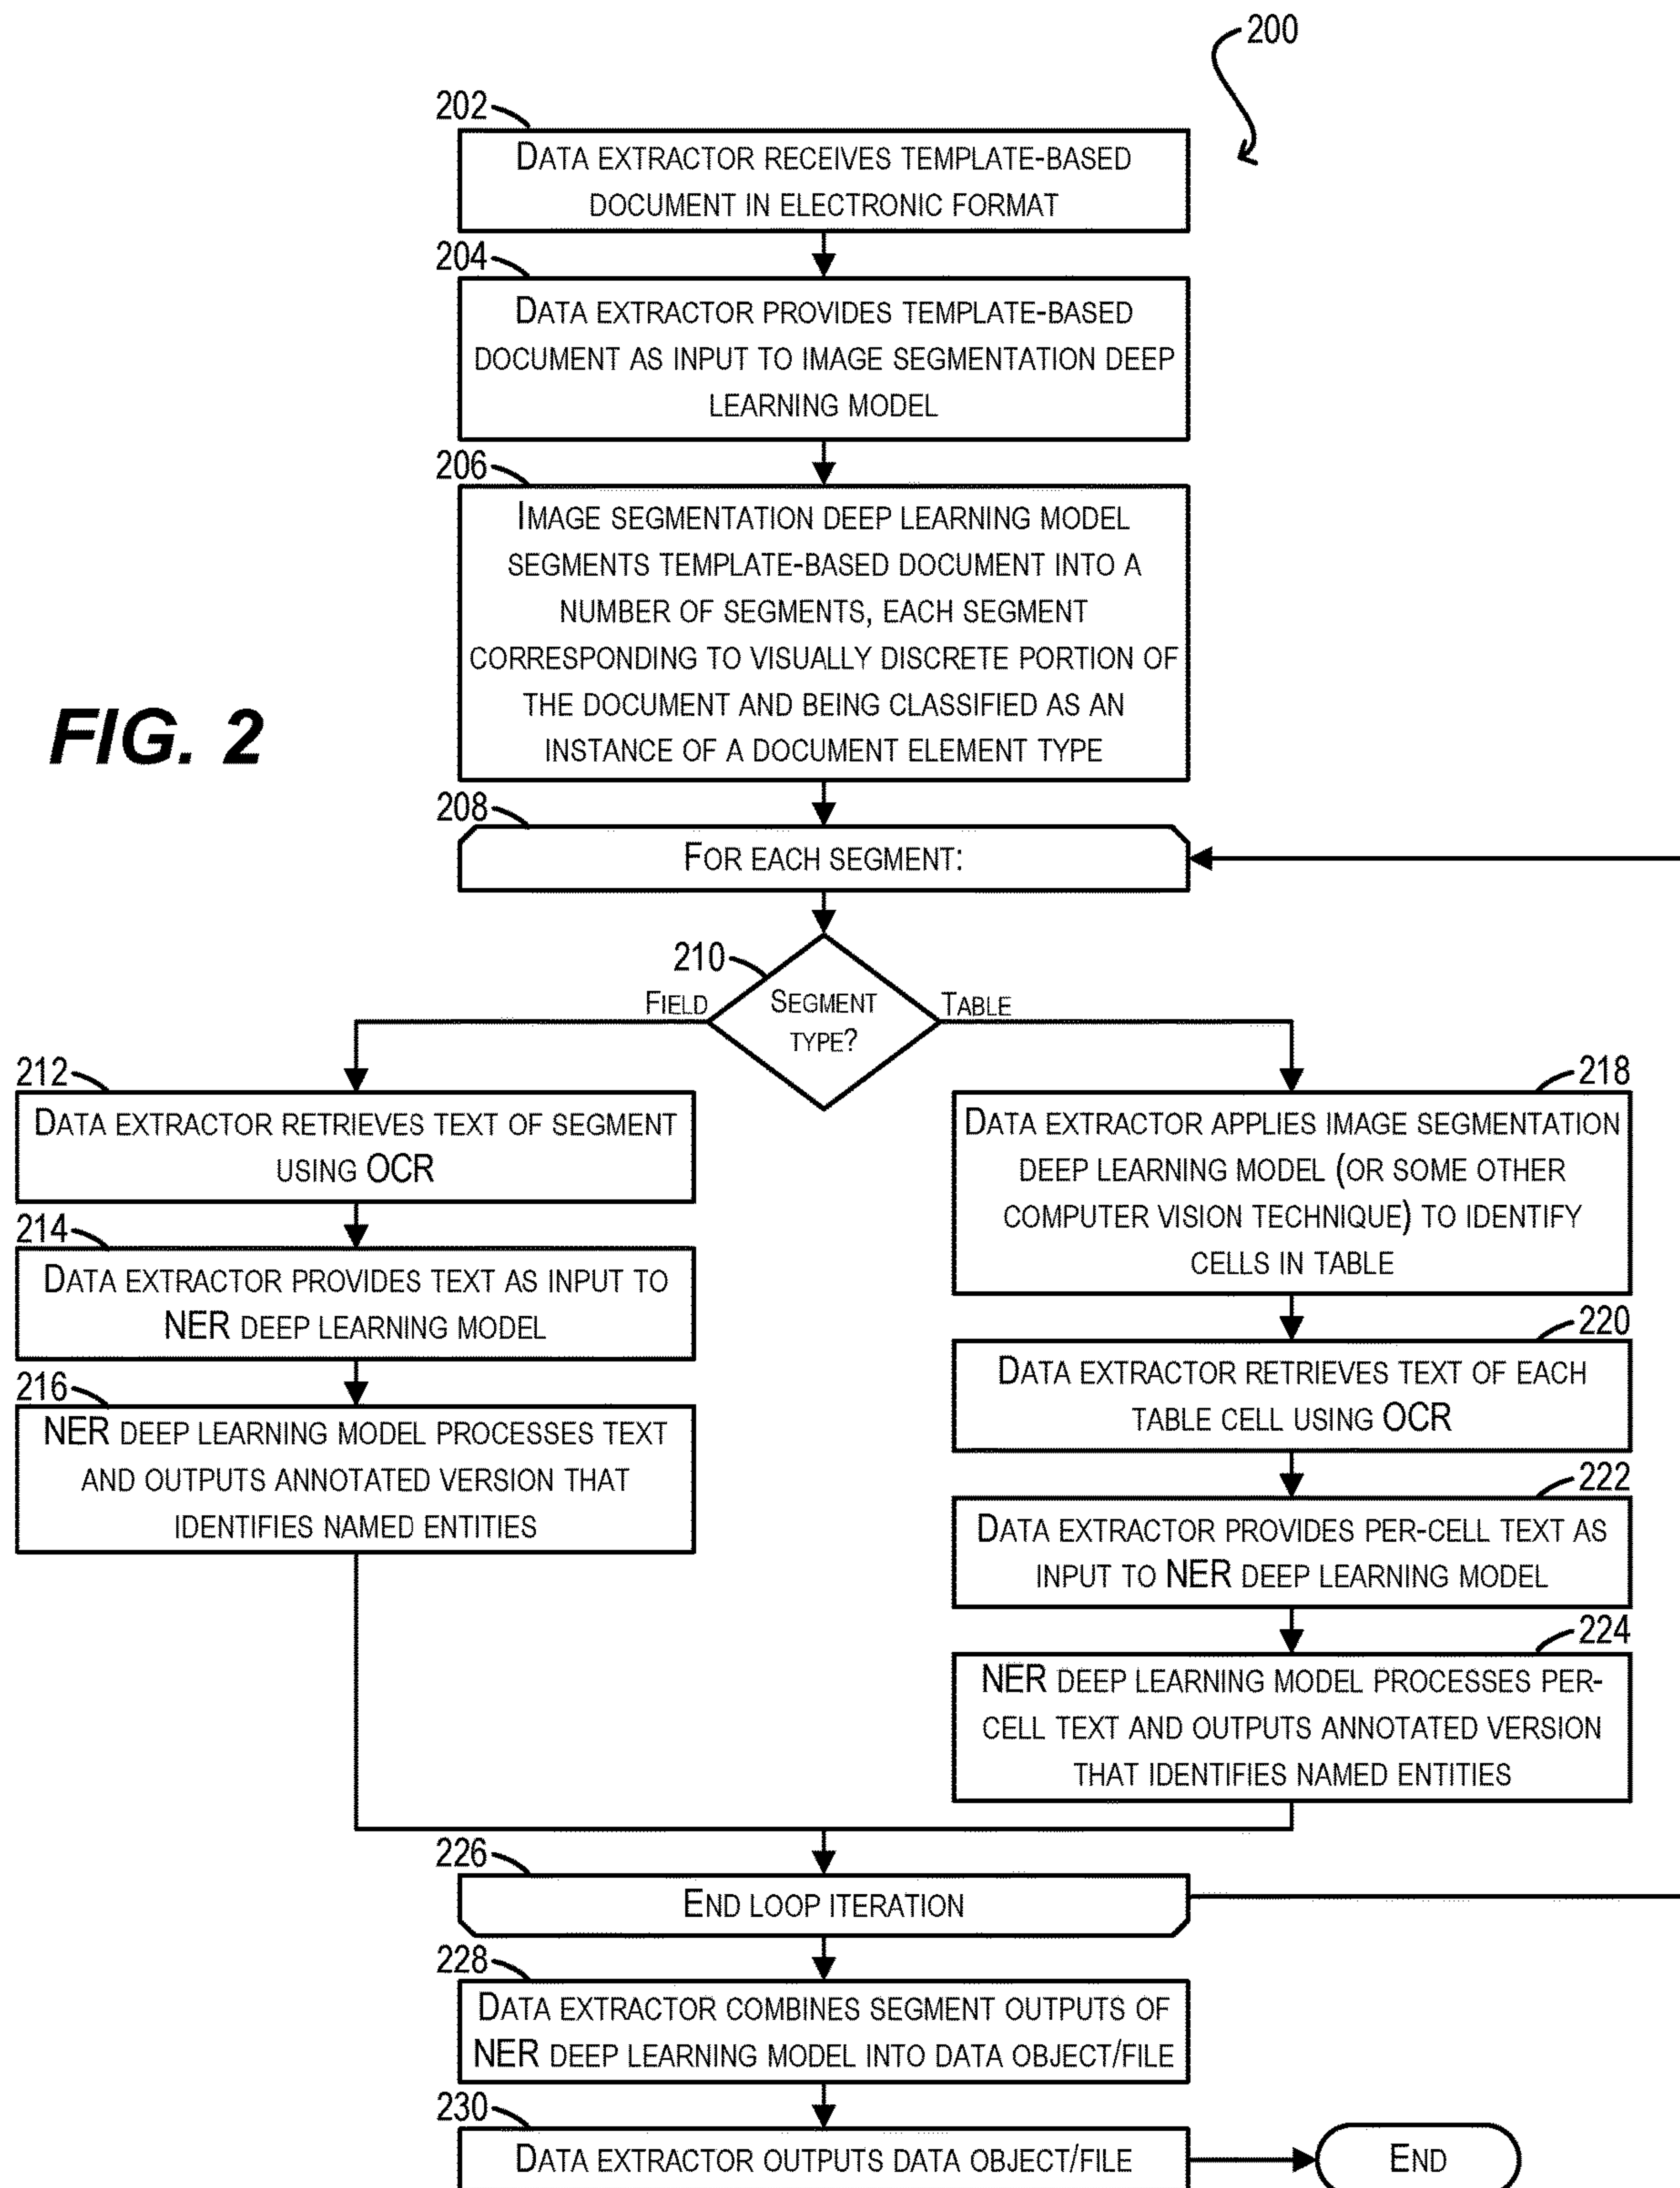 200
202
DATA EXTRACTOR RECEIVES TEMPLATE-BASED
DOCUMENT IN ELECTRONIC FORMAT
204
DATA EXTRACTOR PROVIDES TEMPLATE-BASED
DOCUMENT AS INPUT TO IMAGE SEGMENTATION DEEP
LEARNING MODEL
206
IMAGE SEGMENTATION DEEP LEARNING MODEL
SEGMENTS TEMPLATE-BASED DOCUMENT INTO A
NUMBER OF SEGMENTS, EACH SEGMENT
CORRESPONDING TO VISUALLY DISCRETE PORTION OF
THE DOCUMENT AND BEING CLASSIFIED AS AN
INSTANCE OF A DOCUMENT ELEMENT TYPE
FIG. 2
208
FOR EACH SEGMENT:
210
FIELD
SEGMENT
TYPE?
TABLE
212
DATA EXTRACTOR RETRIEVES TEXT OF SEGMENT
USING OCR
214
DATA EXTRACTOR PROVIDES TEXT AS INPUT TO
NER DEEP LEARNING MODEL
216
NER DEEP LEARNING MODEL PROCESSES TEXT
AND OUTPUTS ANNOTATED VERSION THAT
IDENTIFIES NAMED ENTITIES
218
DATA EXTRACTOR APPLIES IMAGE SEGMENTATION
DEEP LEARNING MODEL (OR SOME OTHER
COMPUTER VISION TECHNIQUE) TO IDENTIFY
CELLS IN TABLE
220
DATA EXTRACTOR RETRIEVES TEXT OF EACH
TABLE CELL USING OCR
222
DATA EXTRACTOR PROVIDES PER-CELL TEXT AS
INPUT TO NER DEEP LEARNING MODEL
224
NER DEEP LEARNING MODEL PROCESSES PER-
CELL TEXT AND OUTPUTS ANNOTATED VERSION
THAT IDENTIFIES NAMED ENTITIES
226
END LOOP ITERATION
228
DATA EXTRACTOR COMBINES SEGMENT OUTPUTS OF
NER DEEP LEARNING MODEL INTO DATA OBJECT/FILE
230
DATA EXTRACTOR OUTPUTS DATA OBJECT/FILE
END